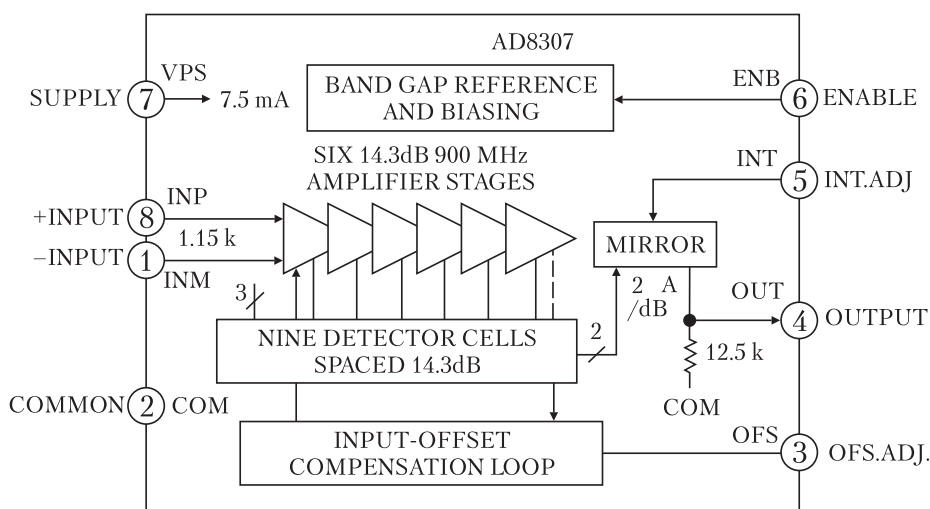 AD8307
VPS
SUPPLY 7 7.5 mA
BAND GAP REFERENCE
AND BIASING
ENB
6 ENABLE
SIX 14.3dB 900 MHz
AMPLIFIER STAGES
INT
5 INT.ADJ
INP
+INPUT 8
1.15 k
−INPUT 1
INM
MIRROR
2 A
/dB
3
OUT
4 OUTPUT
NINE DETECTOR CELLS
SPACED 14.3dB
2
12.5 k
COM
COMMON 2 COM
INPUT-OFFSET
COMPENSATION LOOP
OFS
3 OFS.ADJ.